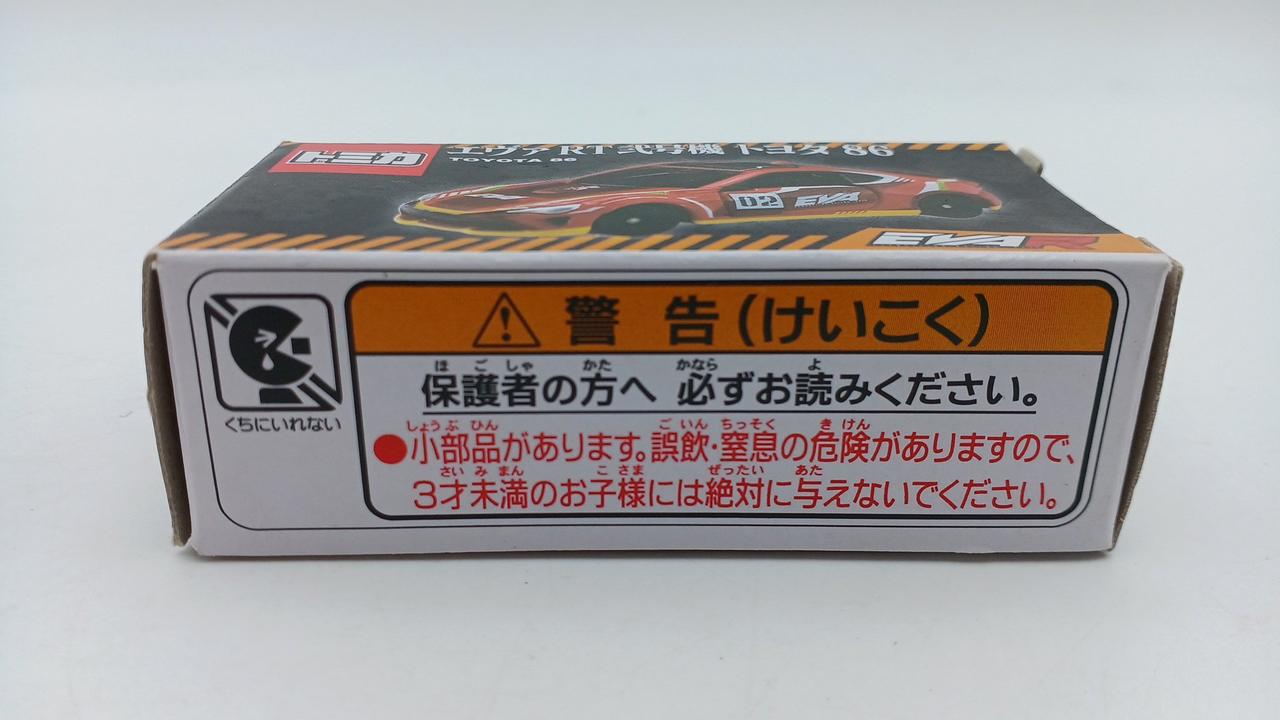 トミカ
エヴァRT弐号機 トヨタ 86
TOYOTA 86
02 EVA
EVA R
警 告(けいこく)
くちにいれない
ほごしゃ かた かなら よ
保護者の方へ 必ずお読みください。
しょうぶひん ごいん ちっそく きけん
●小部品があります。誤飲・窒息の危険がありますので、
さいみまん こさま ぜったい あた
3才未満のお子様には絶対に与えないでください。